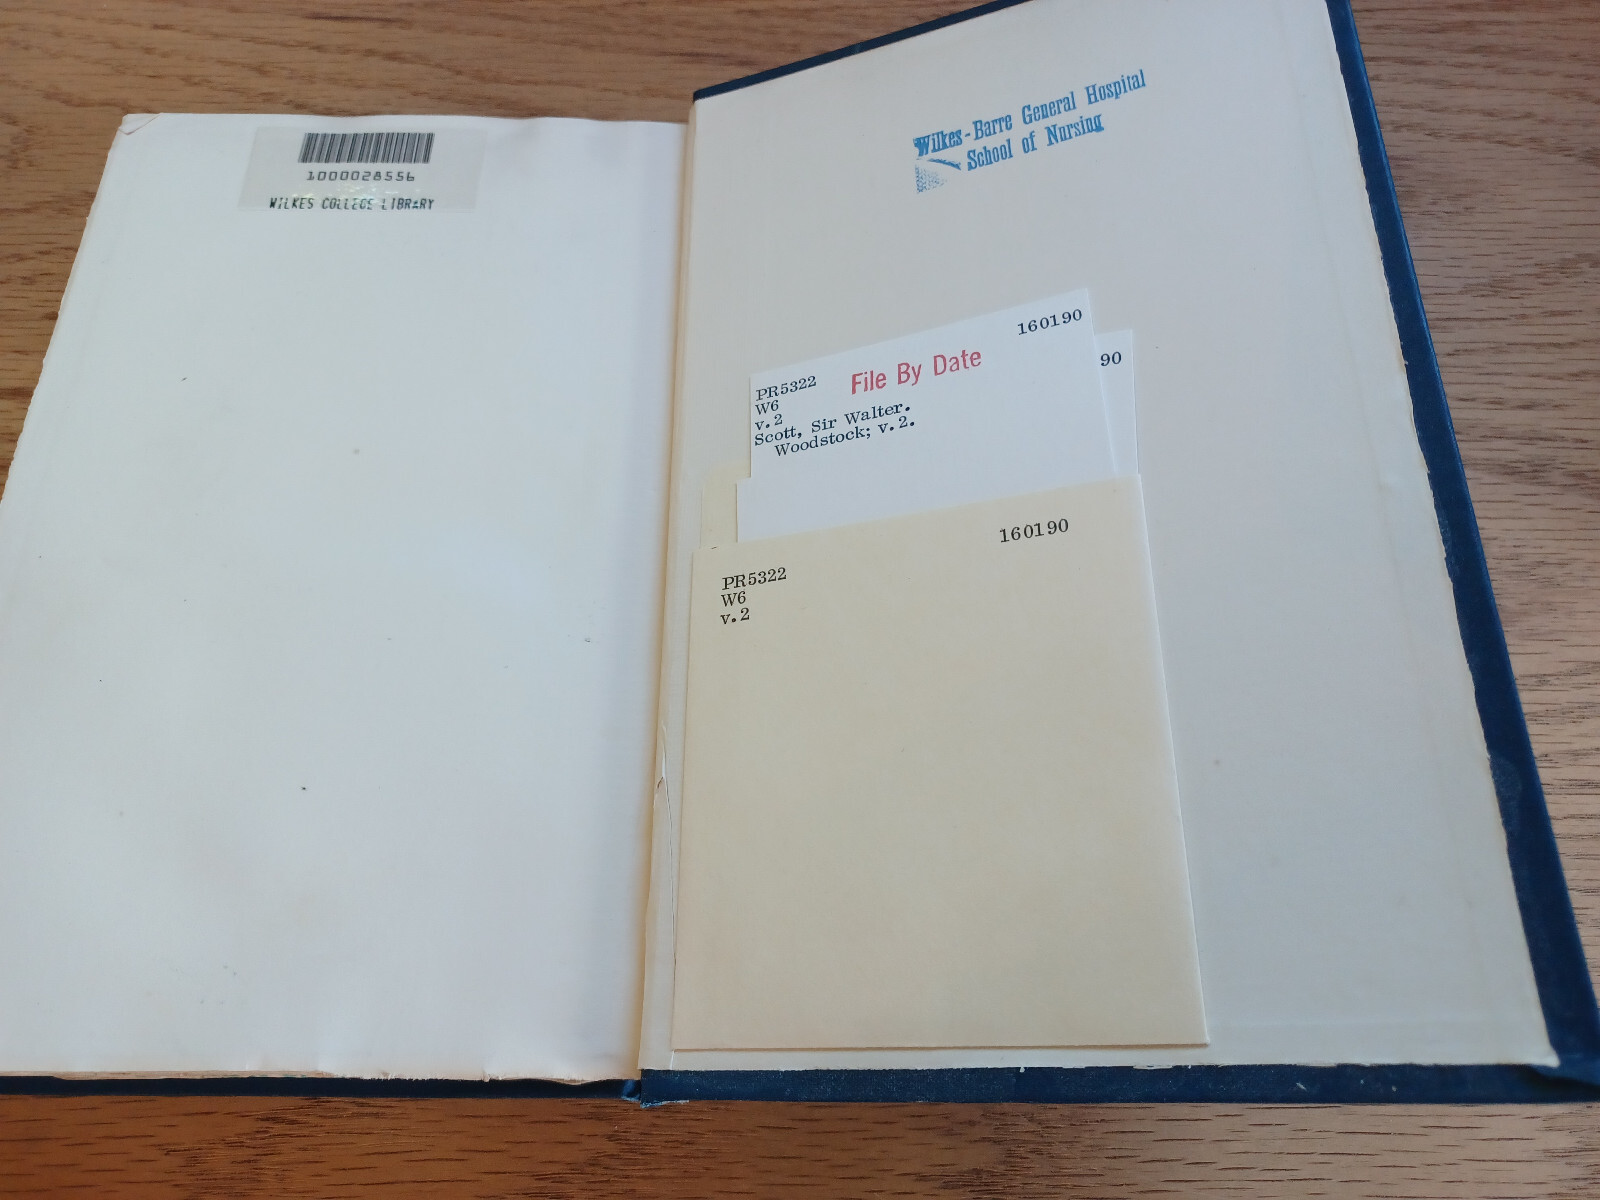 1000028556
WILKES COLLEGE LIBRARY
Wilkes-Barre General Hospital
School of Nursing
160190
90
PR5322
File By Date
W6
v.2
Scott, Sir Walter.
Woodstock; v.2.
160190
PR5322
W6
v.2